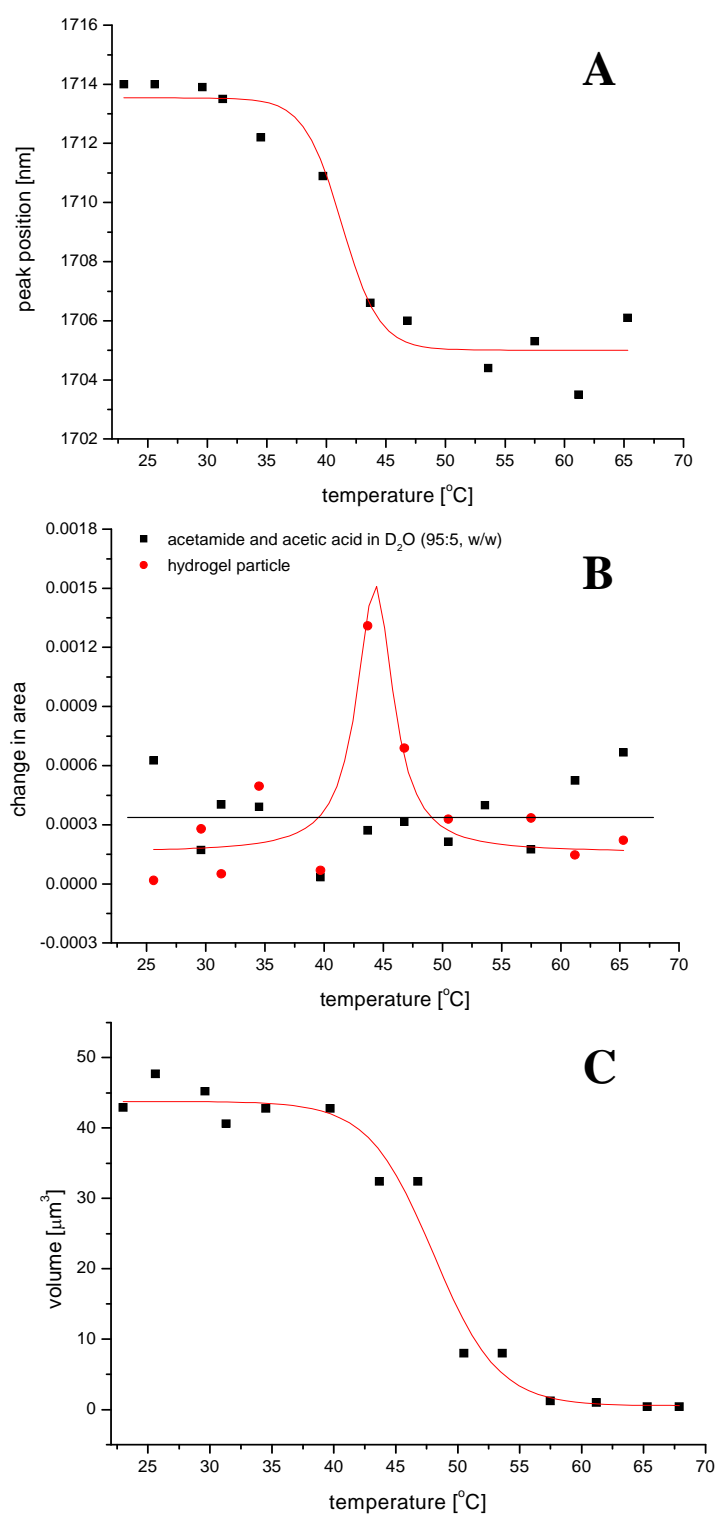 A
1716
1714
1712
1710
1708
1706
1704
1702
peak position [nm]
25 30 35 40 45 50 55 60 65 70
temperature [°C]
B
acetamide and acetic acid in D₂O (95:5, w/w)
hydrogel particle
0.0018
0.0015
0.0012
0.0009
0.0006
0.0003
0.0000
-0.0003
change in area
25 30 35 40 45 50 55 60 65 70
temperature [°C]
C
50
40
30
20
10
0
volume [μm³]
25 30 35 40 45 50 55 60 65 70
temperature [°C]